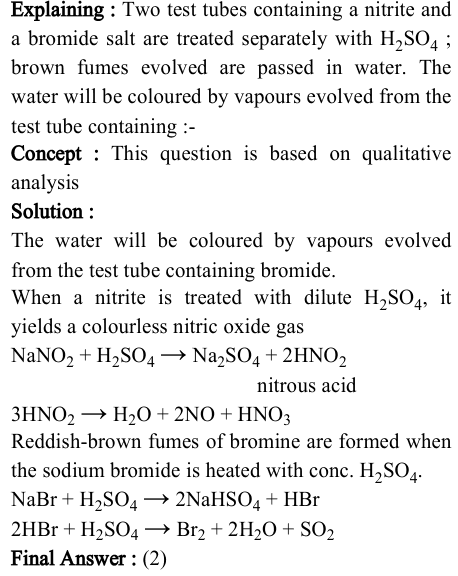 Explaining : Two test tubes containing a nitrite and
a bromide salt are treated separately with H₂SO₄ ;
brown fumes evolved are passed in water. The
water will be coloured by vapours evolved from the
test tube containing :-
Concept : This question is based on qualitative
analysis
Solution :
The water will be coloured by vapours evolved
from the test tube containing bromide.
When a nitrite is treated with dilute H₂SO₄, it
yields a colourless nitric oxide gas
NaNO₂ + H₂SO₄ ⟶ Na₂SO₄ + 2HNO₂
nitrous acid
3HNO₂ ⟶ H₂O + 2NO + HNO₃
Reddish-brown fumes of bromine are formed when
the sodium bromide is heated with conc. H₂SO₄.
NaBr + H₂SO₄ ⟶ 2NaHSO₄ + HBr
2HBr + H₂SO₄ ⟶ Br₂ + 2H₂O + SO₂
Final Answer : (2)